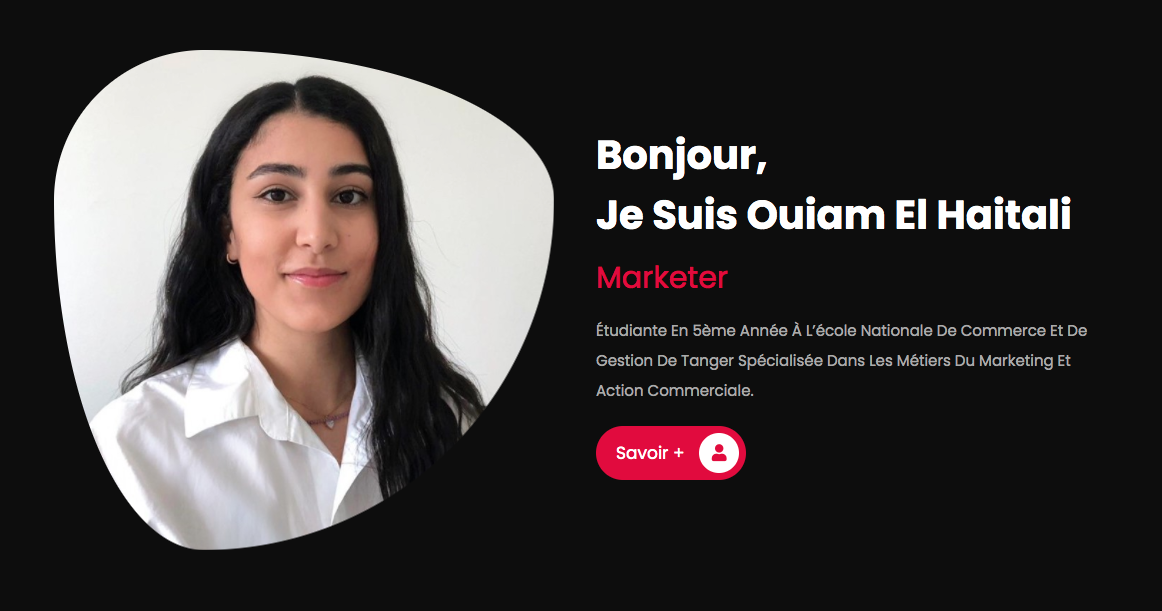 Bonjour,
Je Suis Ouiam El Haitali
Marketer
Étudiante En 5ème Année À L’école Nationale De Commerce Et De
Gestion De Tanger Spécialisée Dans Les Métiers Du Marketing Et
Action Commerciale.
Savoir +